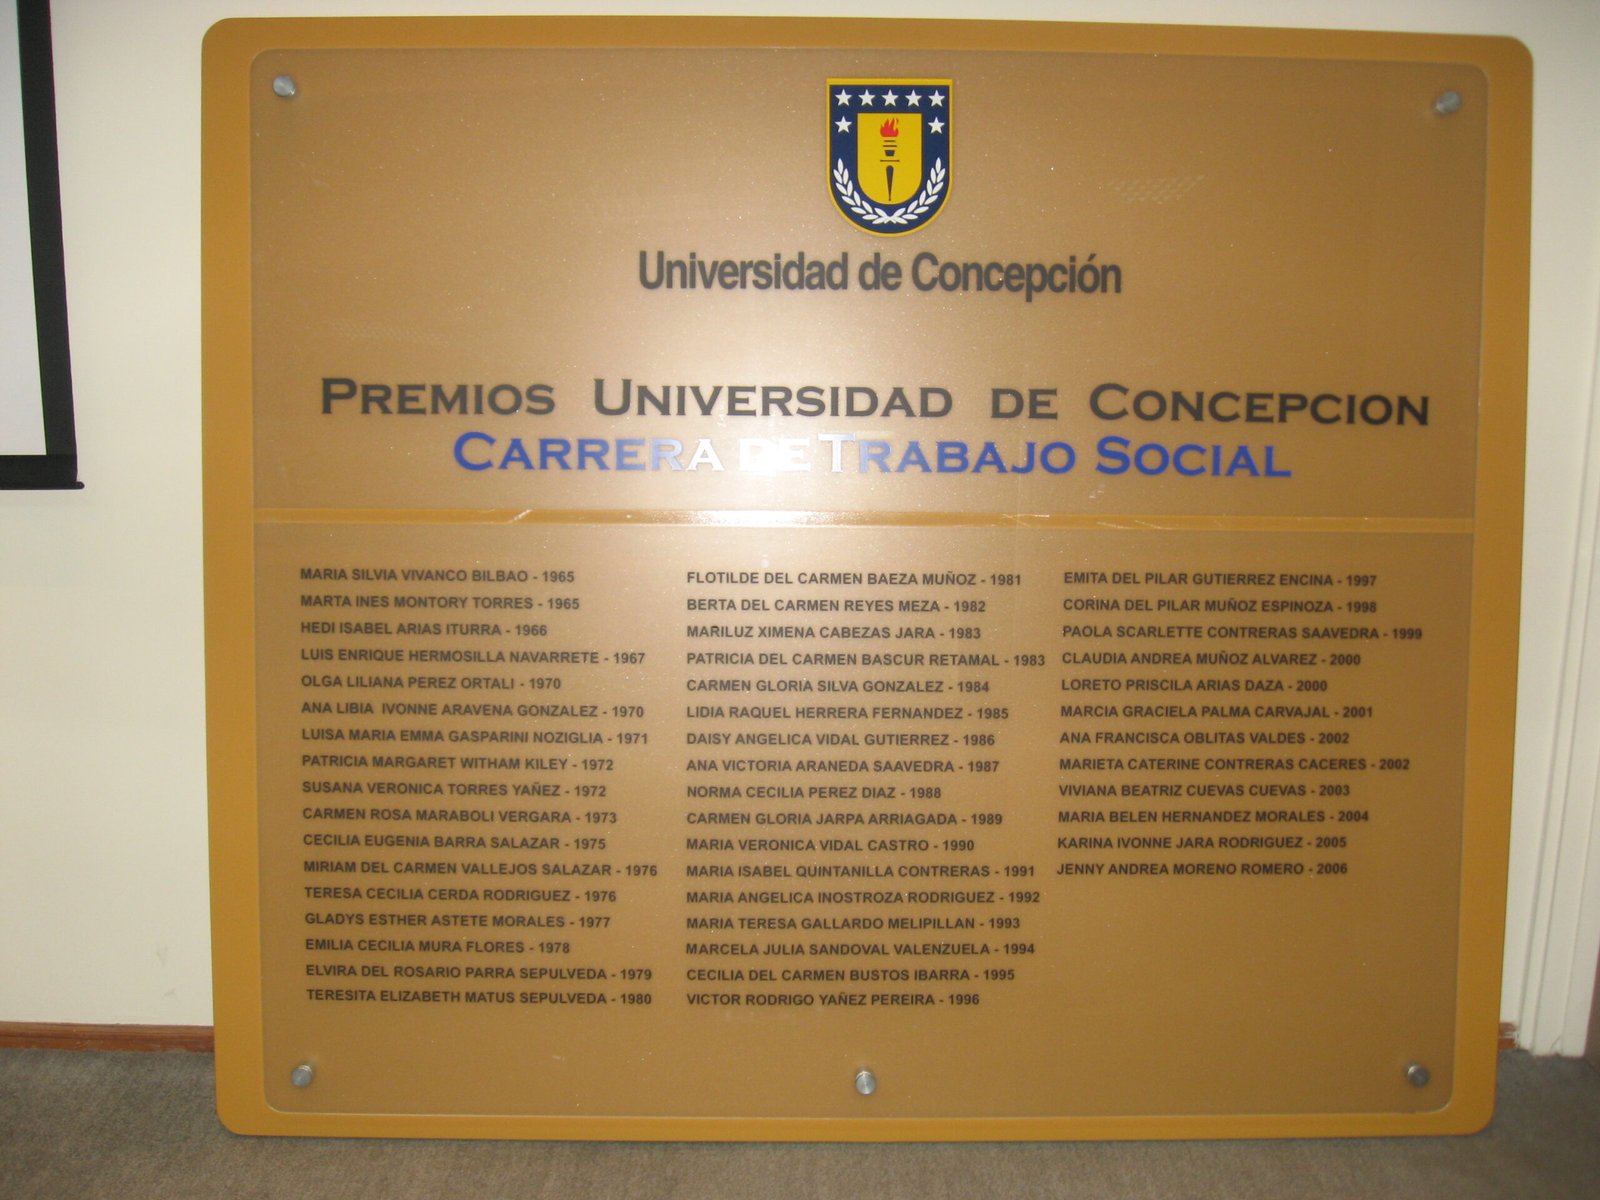 Universidad de Concepción
PREMIOS UNIVERSIDAD DE CONCEPCION
CARRERA DE TRABAJO SOCIAL
MARIA SILVIA VIVANCO BILBAO - 1965
MARTA INES MONTORY TORRES - 1965
HEDI ISABEL ARIAS ITURRA - 1966
LUIS ENRIQUE HERMOSILLA NAVARRETE - 1967
OLGA LILIANA PEREZ ORTALI - 1970
ANA LIBIA IVONNE ARAVENA GONZALEZ - 1970
LUISA MARIA EMMA GASPARINI NOZIGLIA - 1971
PATRICIA MARGARET WITHAM KILEY - 1972
SUSANA VERONICA TORRES YAÑEZ - 1972
CARMEN ROSA MARABOLI VERGARA - 1973
CECILIA EUGENIA BARRA SALAZAR - 1975
MIRIAM DEL CARMEN VALLEJOS SALAZAR - 1976
TERESA CECILIA CERDA RODRIGUEZ - 1976
GLADYS ESTHER ASTETE MORALES - 1977
EMILIA CECILIA MURA FLORES - 1978
ELVIRA DEL ROSARIO PARRA SEPULVEDA - 1979
TERESITA ELIZABETH MATUS SEPULVEDA - 1980
FLOTILDE DEL CARMEN BAEZA MUÑOZ - 1981
BERTA DEL CARMEN REYES MEZA - 1982
MARILUZ XIMENA CABEZAS JARA - 1983
PATRICIA DEL CARMEN BASCUR RETAMAL - 1983
CARMEN GLORIA SILVA GONZALEZ - 1984
LIDIA RAQUEL HERRERA FERNANDEZ - 1985
DAISY ANGELICA VIDAL GUTIERREZ - 1986
ANA VICTORIA ARANEDA SAAVEDRA - 1987
NORMA CECILIA PEREZ DIAZ - 1988
CARMEN GLORIA JARPA ARRIAGADA - 1989
MARIA VERONICA VIDAL CASTRO - 1990
MARIA ISABEL QUINTANILLA CONTRERAS - 1991
MARIA ANGELICA INOSTROZA RODRIGUEZ - 1992
MARIA TERESA GALLARDO MELIPILLAN - 1993
MARCELA JULIA SANDOVAL VALENZUELA - 1994
CECILIA DEL CARMEN BUSTOS IBARRA - 1995
VICTOR RODRIGO YAÑEZ PEREIRA - 1996
EMITA DEL PILAR GUTIERREZ ENCINA - 1997
CORINA DEL PILAR MUÑOZ ESPINOZA - 1998
PAOLA SCARLETTE CONTRERAS SAAVEDRA - 1999
CLAUDIA ANDREA MUÑOZ ALVAREZ - 2000
LORETO PRISCILA ARIAS DAZA - 2000
MARCIA GRACIELA PALMA CARVAJAL - 2001
ANA FRANCISCA OBLITAS VALDES - 2002
MARIETA CATERINE CONTRERAS CACERES - 2002
VIVIANA BEATRIZ CUEVAS CUEVAS - 2003
MARIA BELEN HERNANDEZ MORALES - 2004
KARINA IVONNE JARA RODRIGUEZ - 2005
JENNY ANDREA MORENO ROMERO - 2006